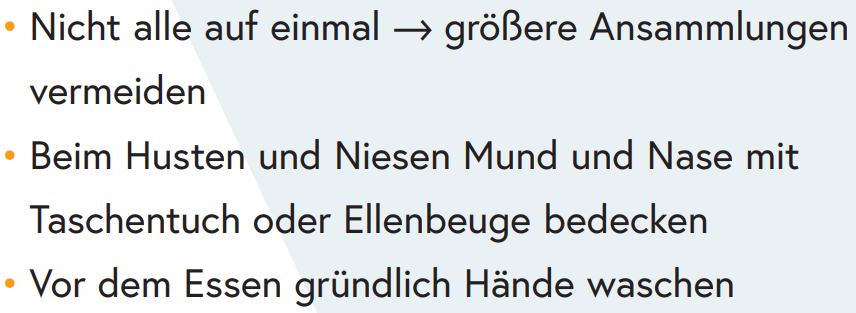 • Nicht alle auf einmal → größere Ansammlungen
vermeiden
• Beim Husten und Niesen Mund und Nase mit
Taschentuch oder Ellenbeuge bedecken
• Vor dem Essen gründlich Hände waschen